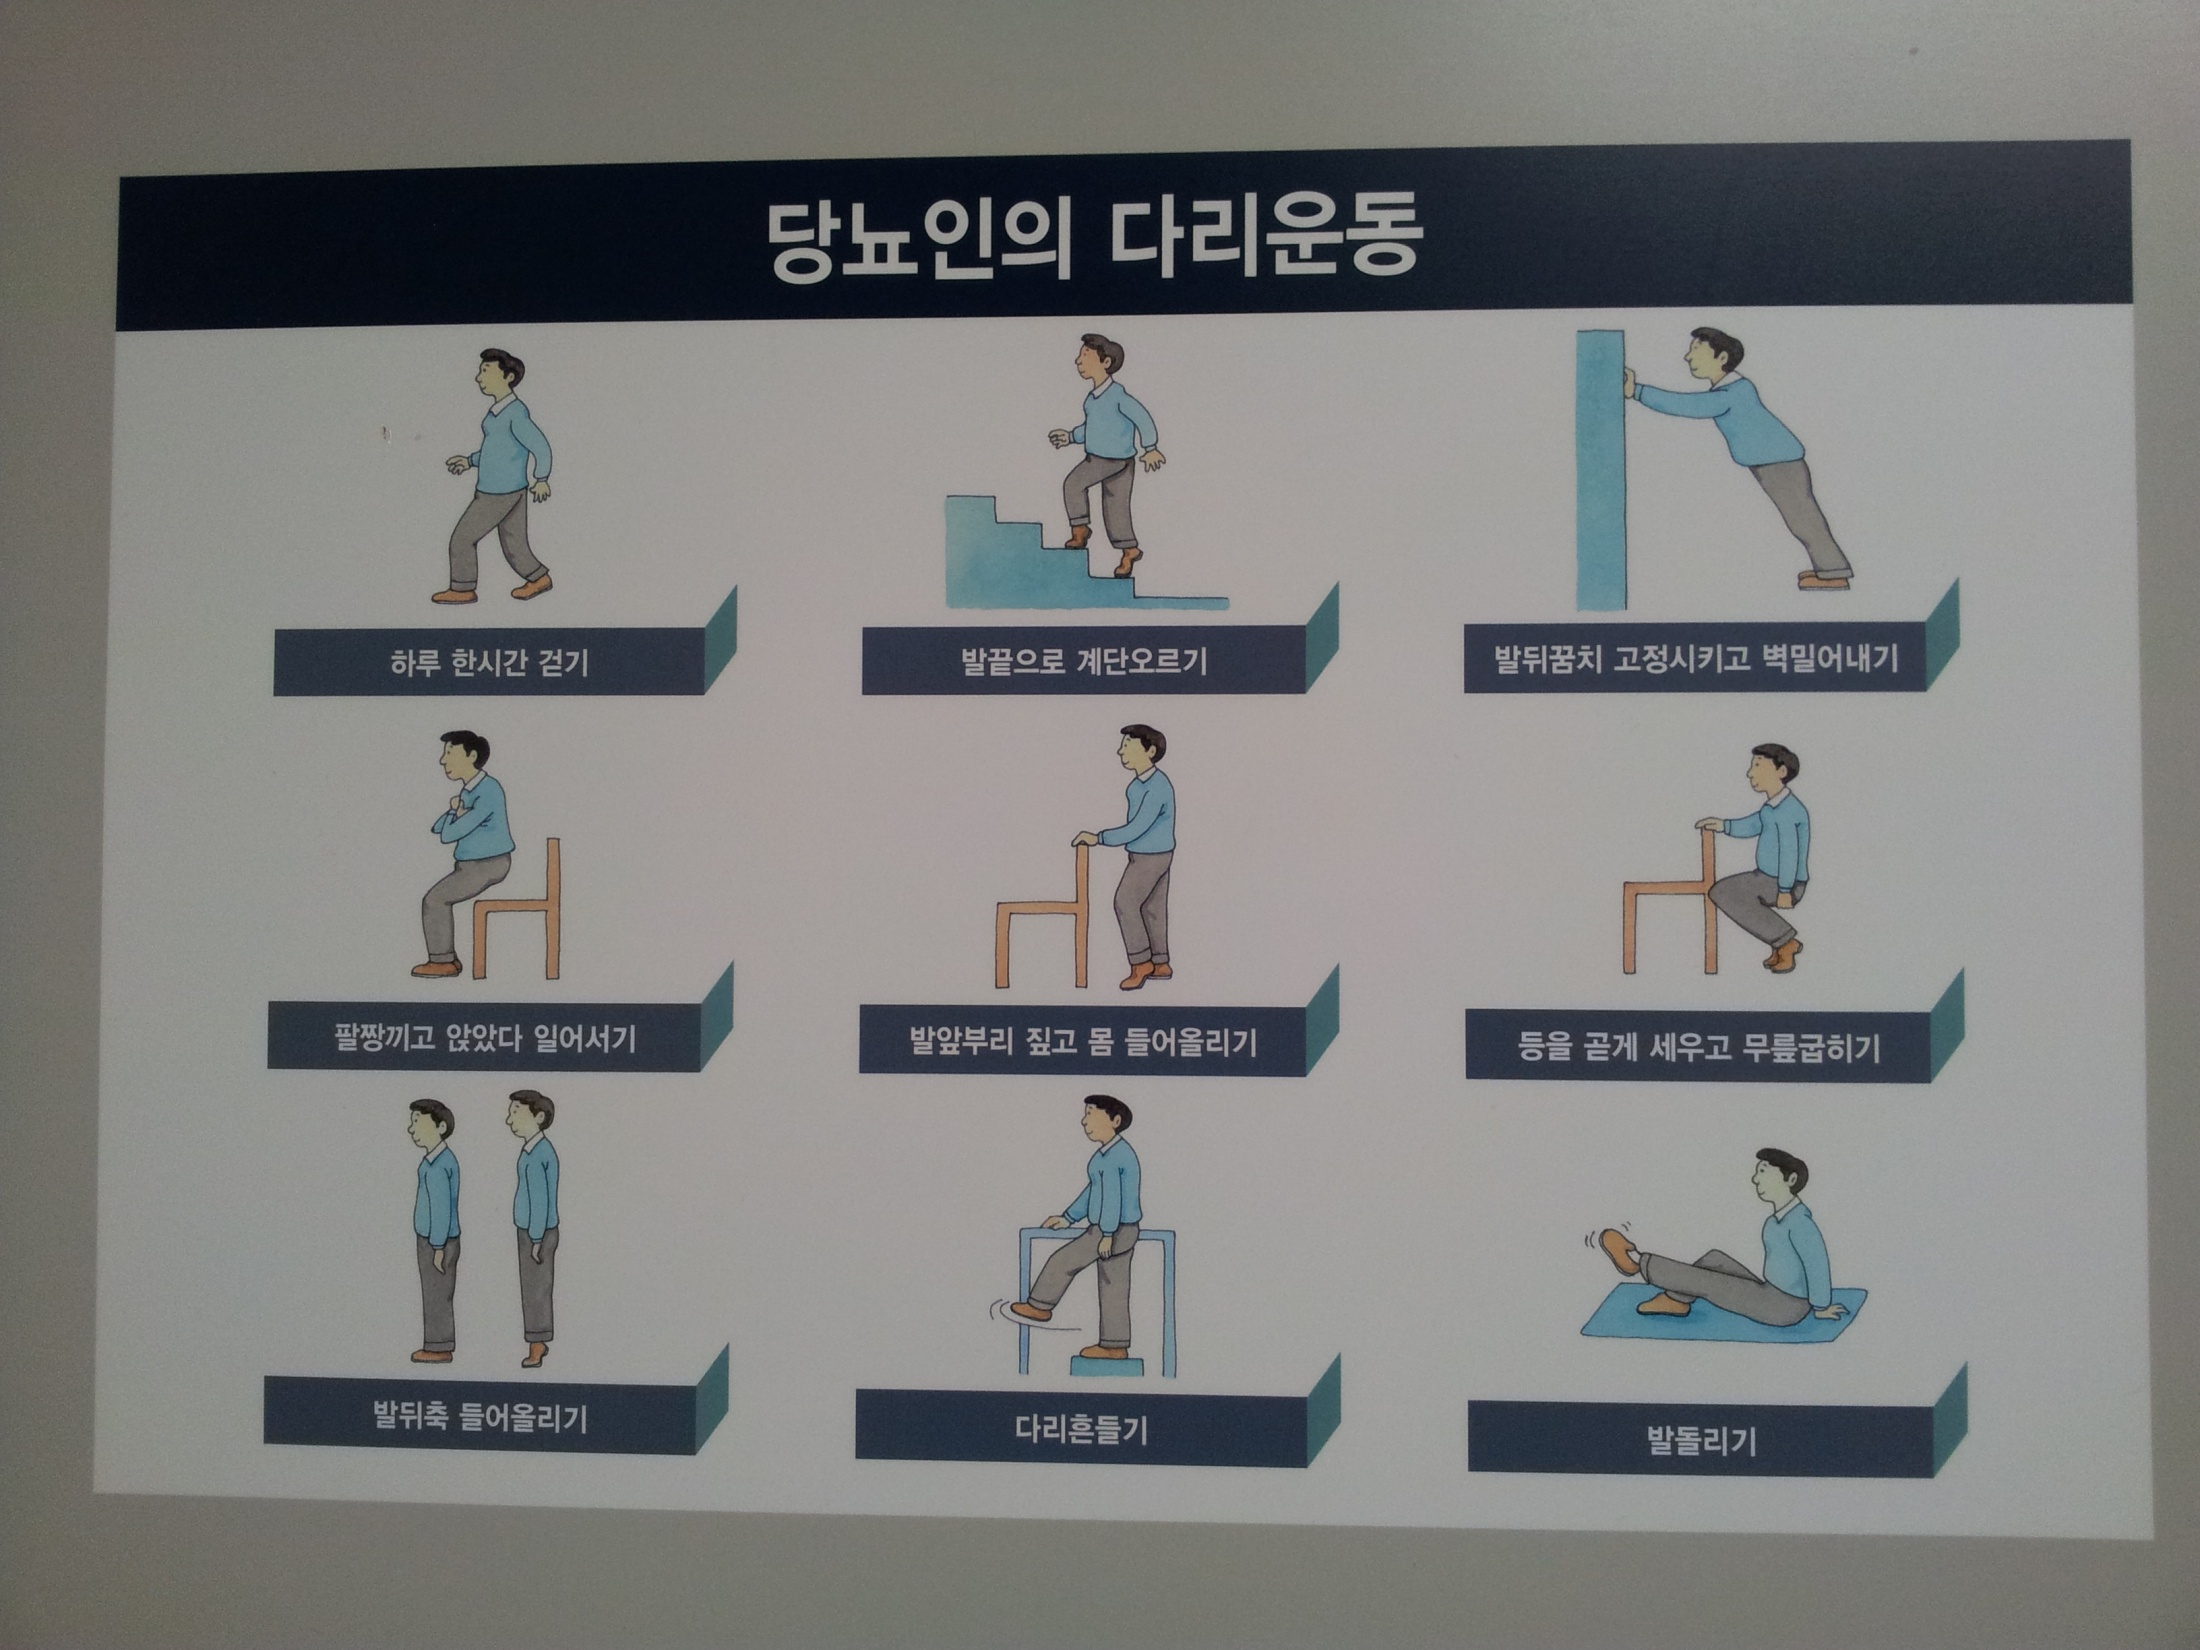 당뇨인의 다리운동
하루 한시간 걷기
발끝으로 계단오르기
발뒤꿈치 고정시키고 벽밀어내기
팔짱끼고 앉았다 일어서기
발앞부리 짚고 몸 들어올리기
등을 곧게 세우고 무릎굽히기
발뒤축 들어올리기
다리흔들기
발돌리기